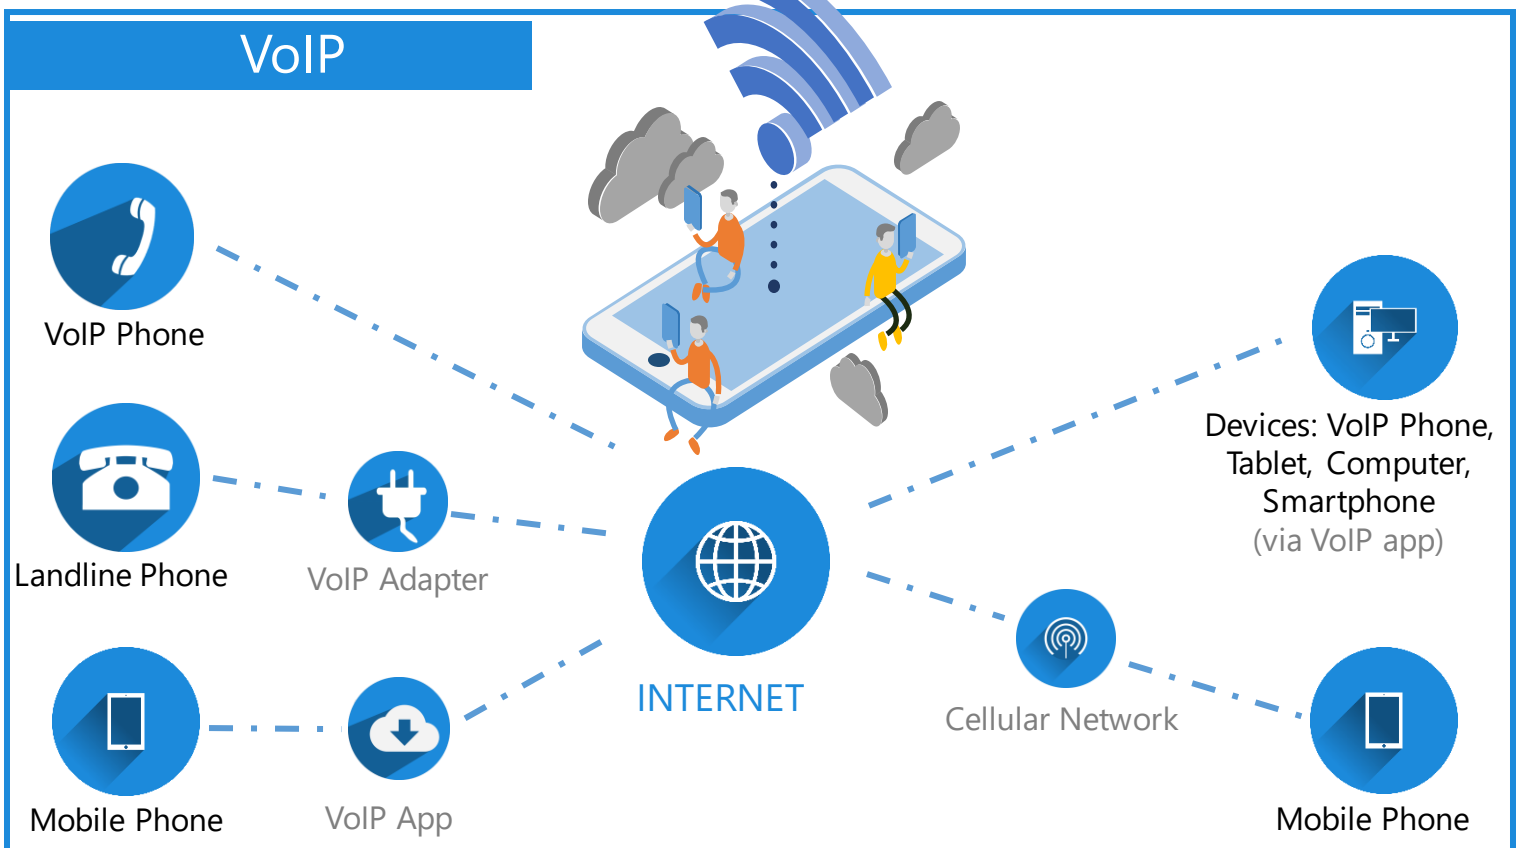 VoIP
VoIP Phone
Landline Phone
VoIP Adapter
Mobile Phone
VoIP App
INTERNET
Devices: VoIP Phone,
Tablet, Computer,
Smartphone
(via VoIP app)
Cellular Network
Mobile Phone